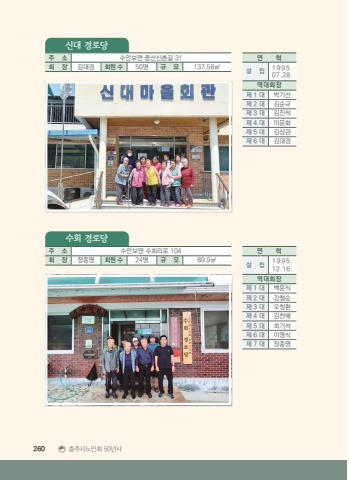 신대 경로당
주 소 수안보면 충산신촌길 31
회 장 김대경 회원수 50명 규 모 137.58㎡
연 혁
설 립 1995. 07.28.
역대회장
제1대 박기선
제2대 김순규
제3대 김진석
제4대 이문화
제5대 김상관
제6대 김대경
신대마을회관
수회 경로당
주 소 수안보면 수회리로 104
회 장 장종명 회원수 24명 규 모 89.9㎡
연 혁
설 립 1995. 12.16.
역대회장
제1대 백운식
제2대 강철순
제3대 오정환
제4대 김진배
제5대 최기석
제6대 이명식
제7대 장종명
수회 경로당
260 충주시노인회 50년사